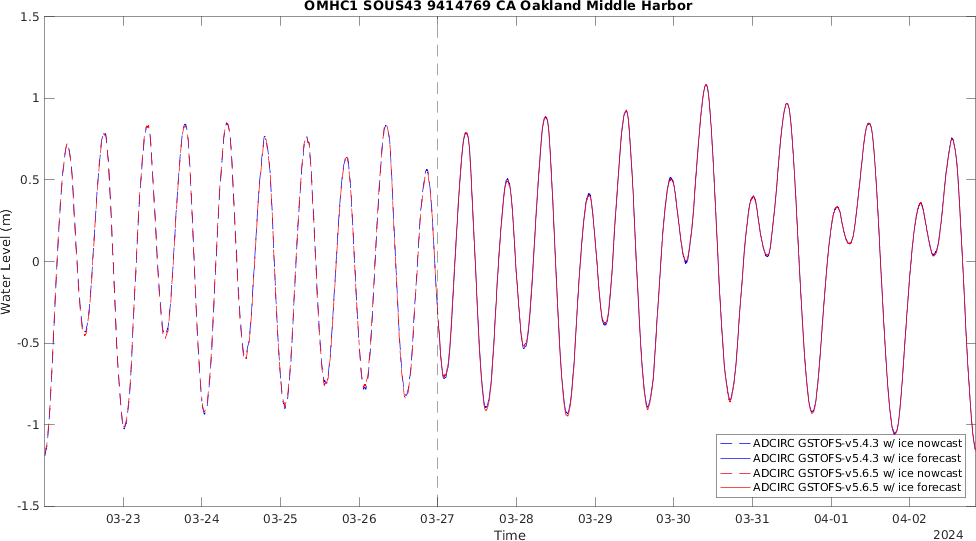 OMHC1 SOUS43 9414769 CA Oakland Middle Harbor
1.5
1
0.5
0
-0.5
-1
-1.5
Water Level (m)
03-23 03-24 03-25 03-26 03-27 03-28 03-29 03-30 03-31 04-01 04-02
Time
2024
ADCIRC GSTOFS-v5.4.3 w/ ice nowcast
ADCIRC GSTOFS-v5.4.3 w/ ice forecast
ADCIRC GSTOFS-v5.6.5 w/ ice nowcast
ADCIRC GSTOFS-v5.6.5 w/ ice forecast